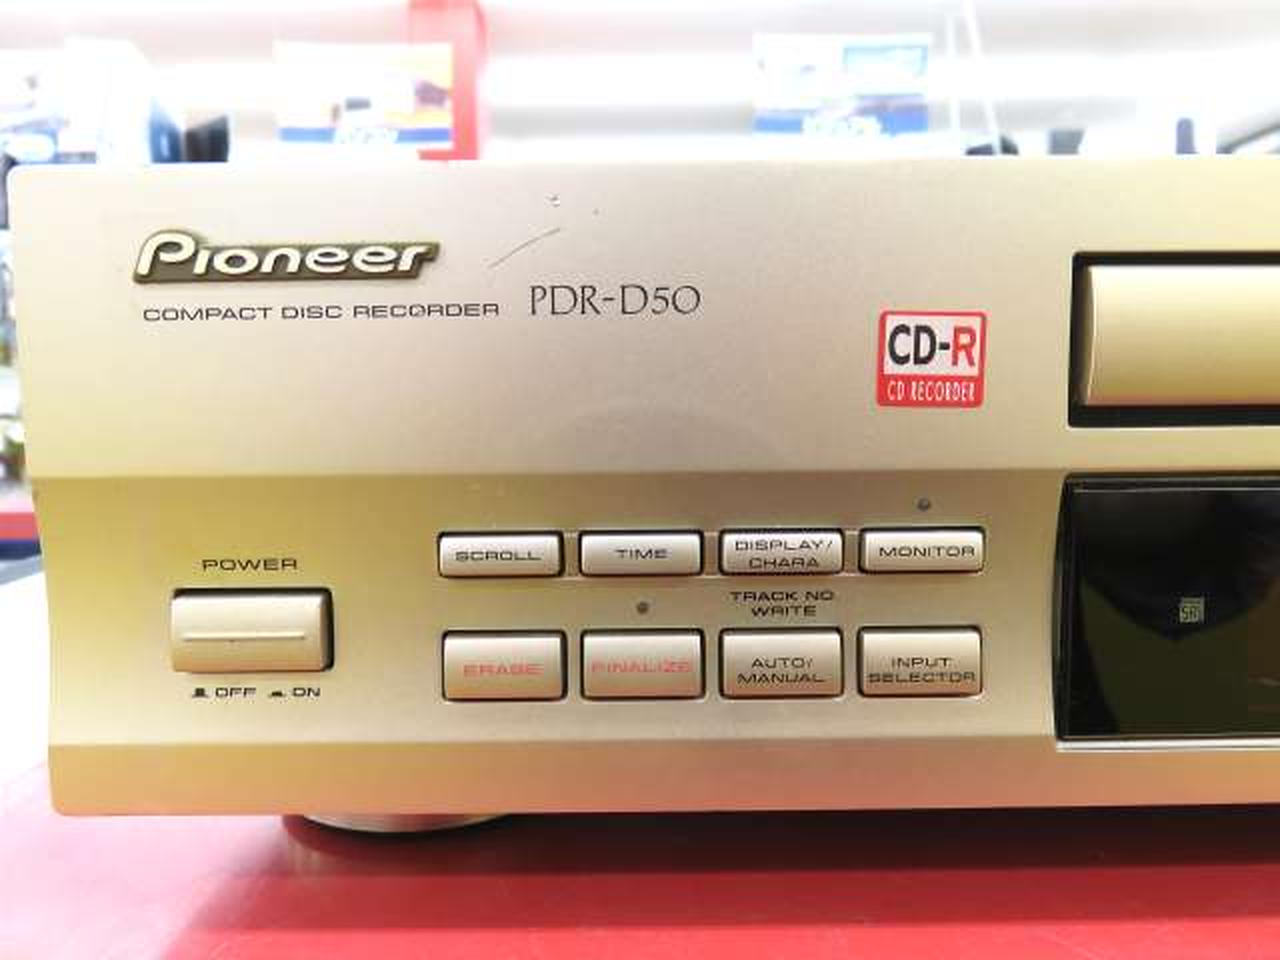 Pioneer
COMPACT DISC RECORDER PDR-D50
CD-R
CD RECORDER
SCROLL TIME DISPLAY/ CHARA MONITOR
POWER
TRACK NO
WRITE
ERASE FINALIZE AUTO/ MANUAL INPUT SELECTOR
OFF ON